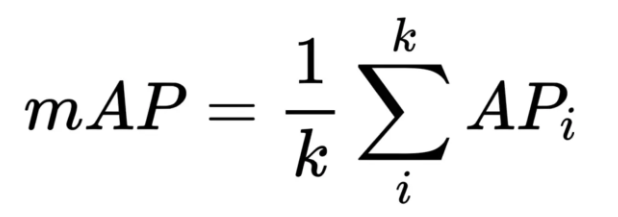 $mAP = \frac{1}{k} \sum_{i}^{k} AP_i$